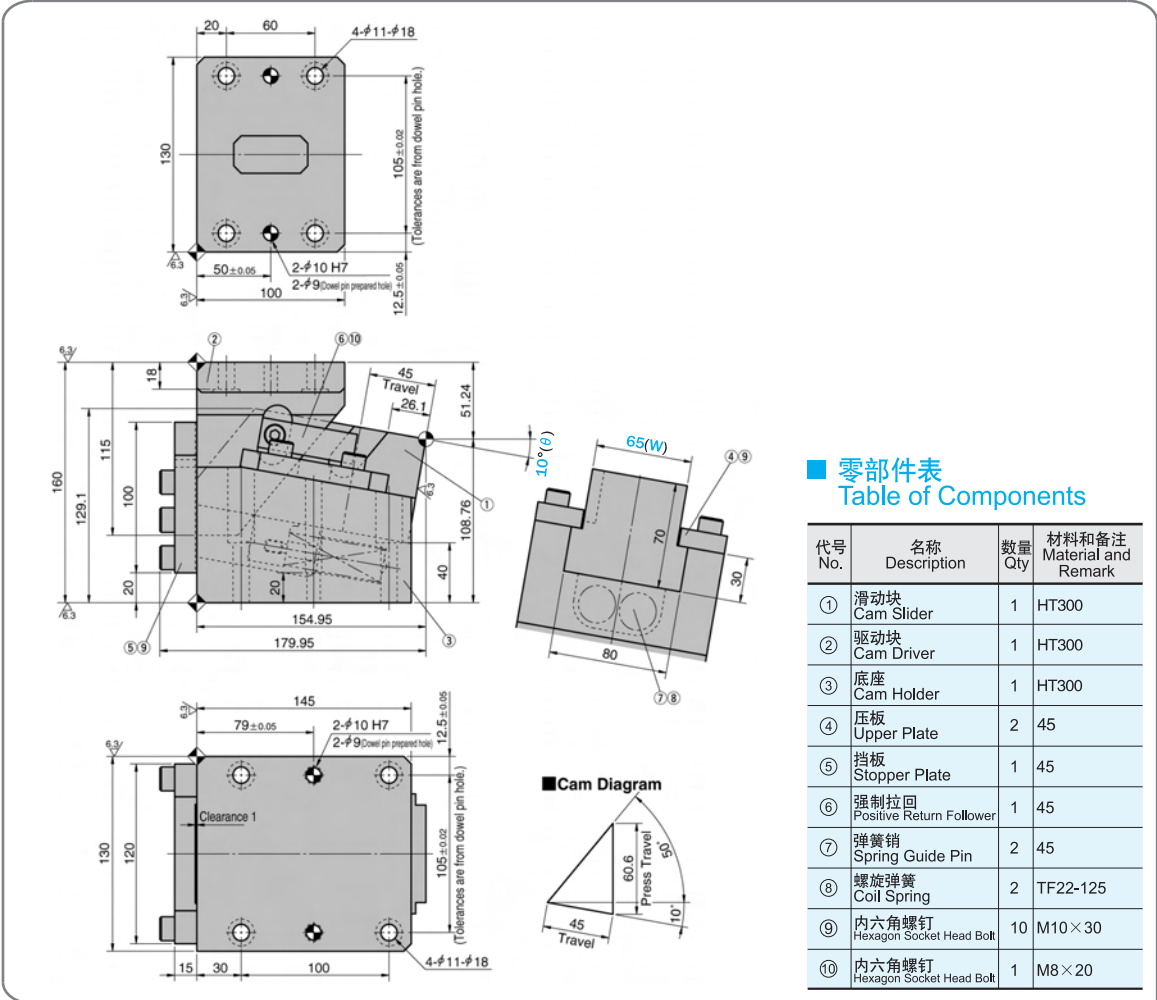 20 60 4-φ11-φ18
130
105±0.02
(Tolerances are from dowel pin hole.)
6.3
50±0.05
2-φ10 H7
2-φ9(Dowel pin prepared hole)
12.5±0.05
6.3
100
② ⑥⑩
6.3
18
45
Travel
26.1
51.24
10°(θ)
160
129.1
115
100
20
6.3
①
108.76
40
20
6.3
154.95
179.95
③
⑤⑨
65(W)
④⑨
70
30
80
⑦⑧
145
6.3
79±0.05
2-φ10 H7
2-φ9(Dowel pin prepared hole)
12.5±0.05
6.3
Clearance 1
130
120
105±0.02
(Tolerances are from dowel pin hole.)
15 30 100
4-φ11-φ18
■Cam Diagram
50°
60.6
Press Travel
10°
45
Travel
■ 零部件表
Table of Components
代号 名称 数量 材料和备注
No. Description Qty Material and
Remark
① 滑动块 1 HT300
Cam Slider
② 驱动块 1 HT300
Cam Driver
③ 底座 1 HT300
Cam Holder
④ 压板 2 45
Upper Plate
⑤ 挡板 1 45
Stopper Plate
⑥ 强制拉回 1 45
Positive Return Follower
⑦ 弹簧销 2 45
Spring Guide Pin
⑧ 螺旋弹簧 2 TF22-125
Coil Spring
⑨ 内六角螺钉 10 M10×30
Hexagon Socket Head Bolt
⑩ 内六角螺钉 1 M8×20
Hexagon Socket Head Bolt